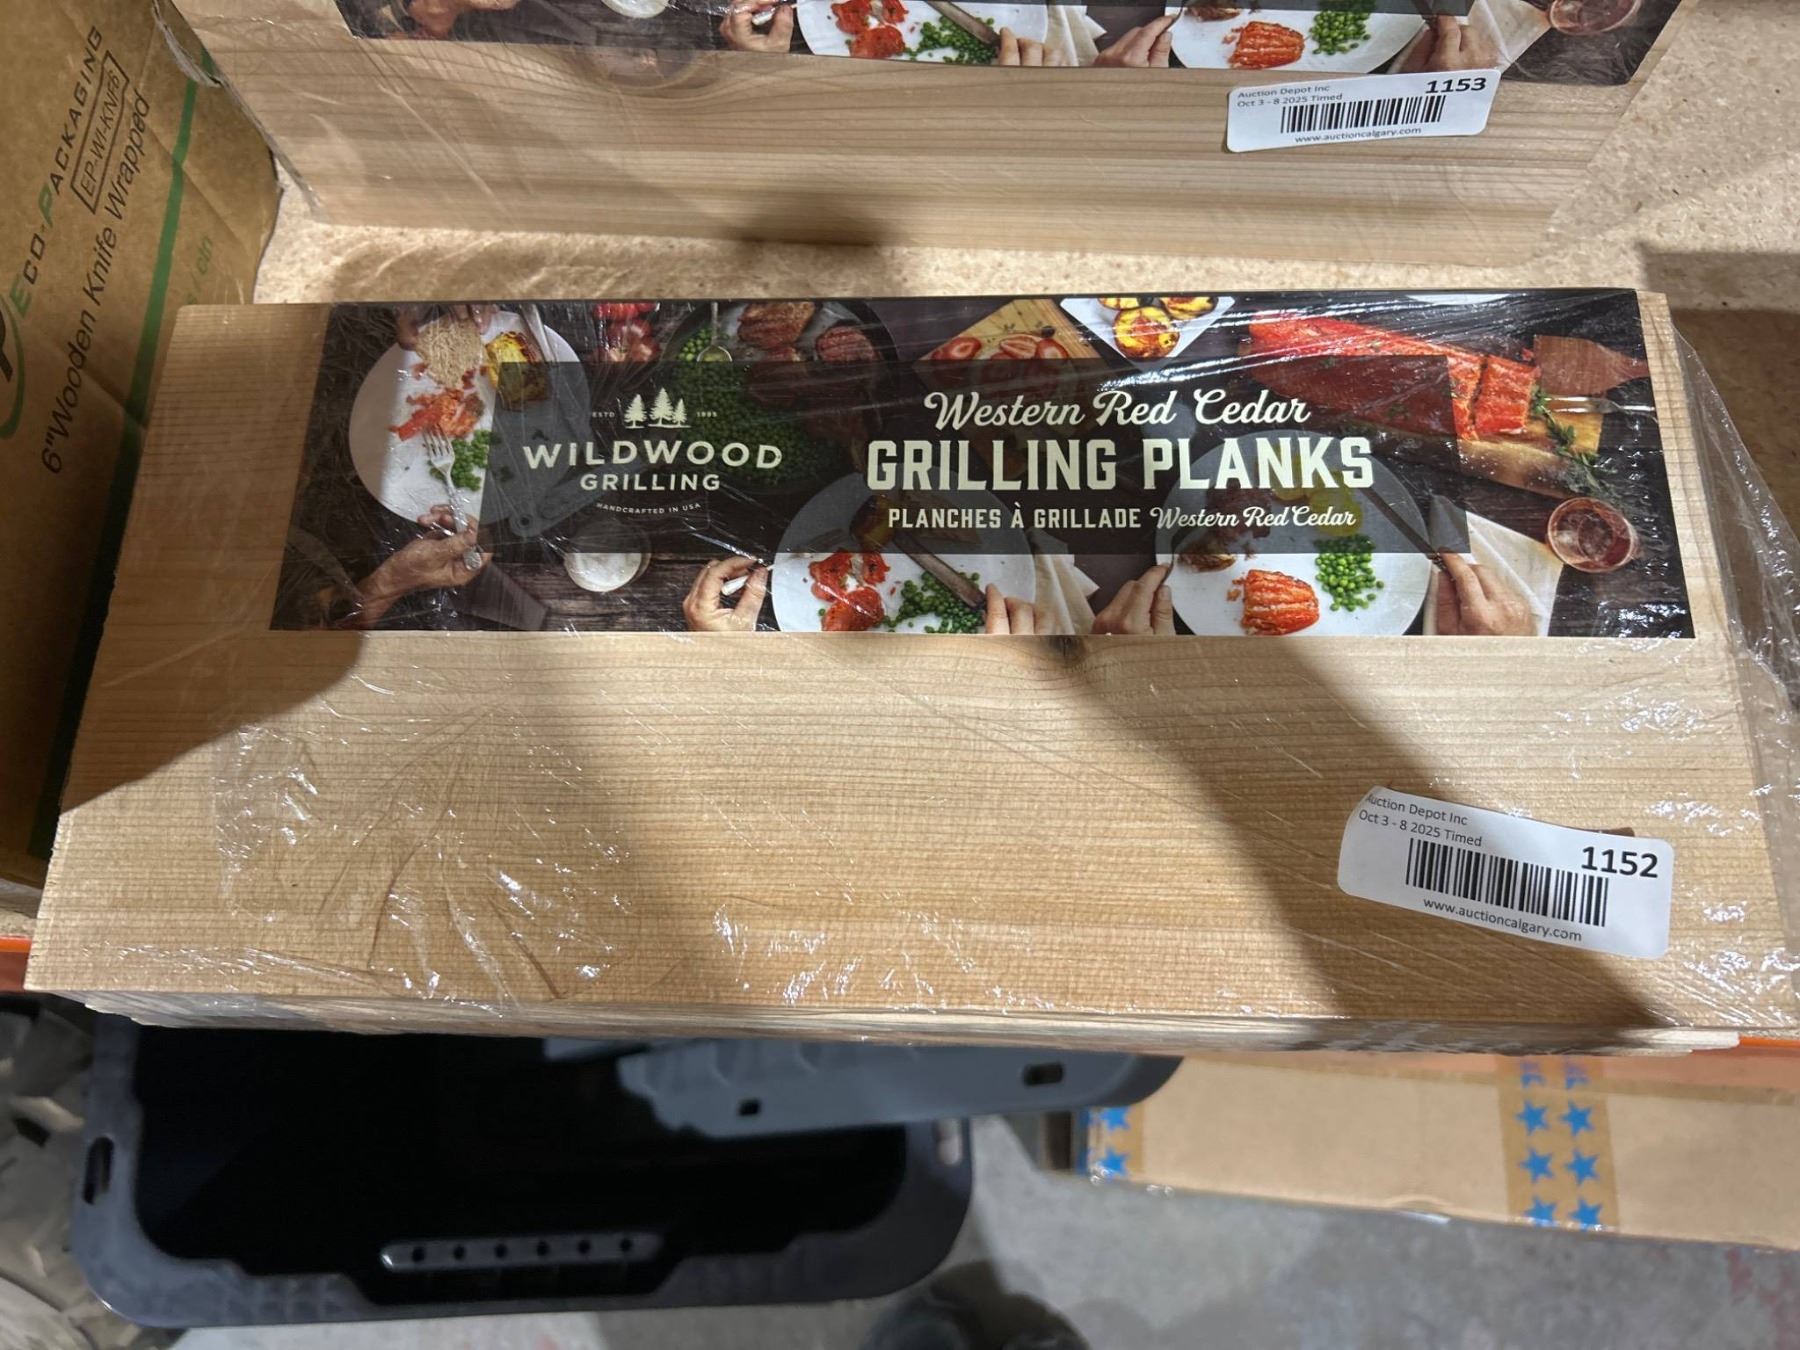 Auction Depot Inc
Oct 3 - 8 2025 Timed
1153
www.auctioncalgary.com
ECO-PACKAGING
EP-WI-KNF6
6"Wooden Knife Wrapped
ESTD 1995
WILDWOOD
GRILLING
HANDCRAFTED IN USA
Western Red Cedar
GRILLING PLANKS
PLANCHES À GRILLADE Western Red Cedar
Auction Depot Inc
Oct 3 - 8 2025 Timed
1152
www.auctioncalgary.com